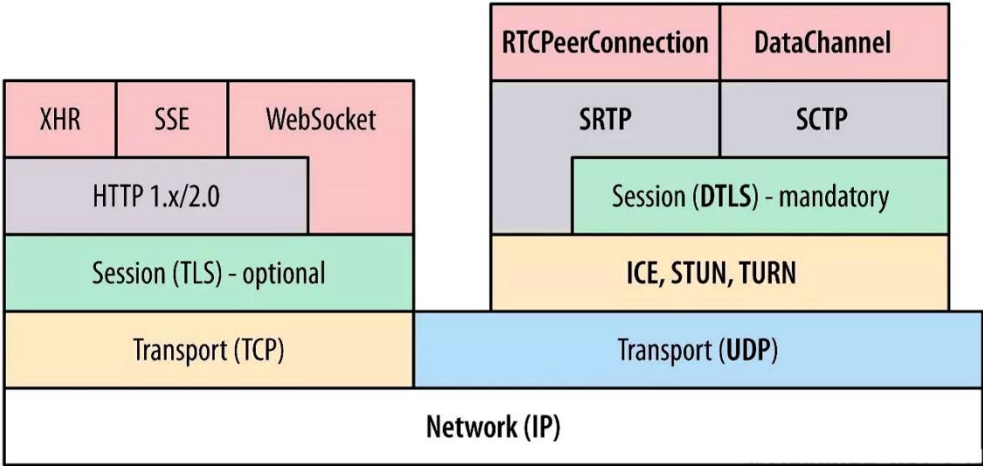 RTCPeerConnection DataChannel
XHR SSE WebSocket SRTP SCTP
HTTP 1.x/2.0 Session (DTLS) - mandatory
Session (TLS) - optional ICE, STUN, TURN
Transport (TCP) Transport (UDP)
Network (IP)